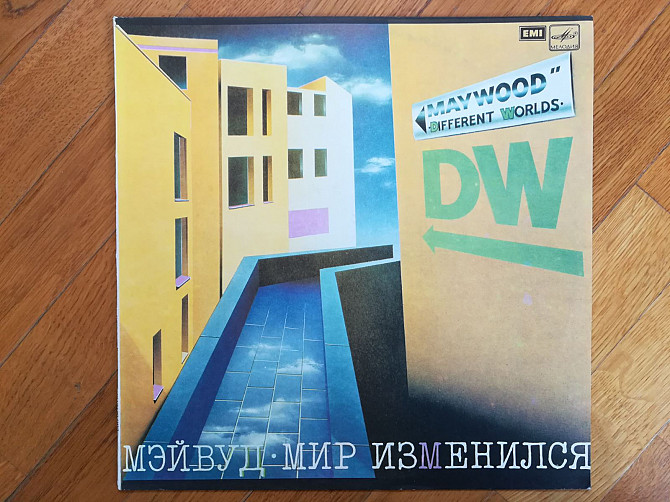 EMI
МЕЛОДИЯ
"MAYWOOD"
·DIFFERENT WORLDS·
DW
МЭЙВУД · МИР ИЗМЕНИЛСЯ